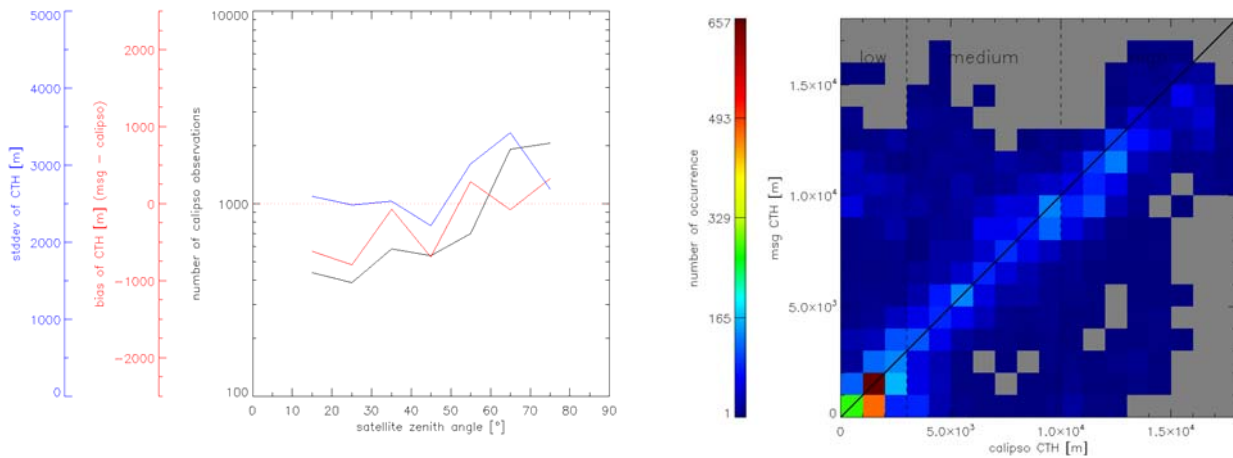 stddev of CTH [m]
5000
4000
3000
2000
1000
0
bias of CTH [m] (msg – calipso)
2000
1000
0
−1000
−2000
number of calipso observations
10000
1000
100
0 10 20 30 40 50 60 70 80 90
satellite zenith angle [°]
number of occurrence
657
493
329
165
1
msg CTH [m]
1.5×10⁴
1.0×10⁴
5.0×10³
0
low medium
0 5.0×10³ 1.0×10⁴ 1.5×10⁴
calipso CTH [m]